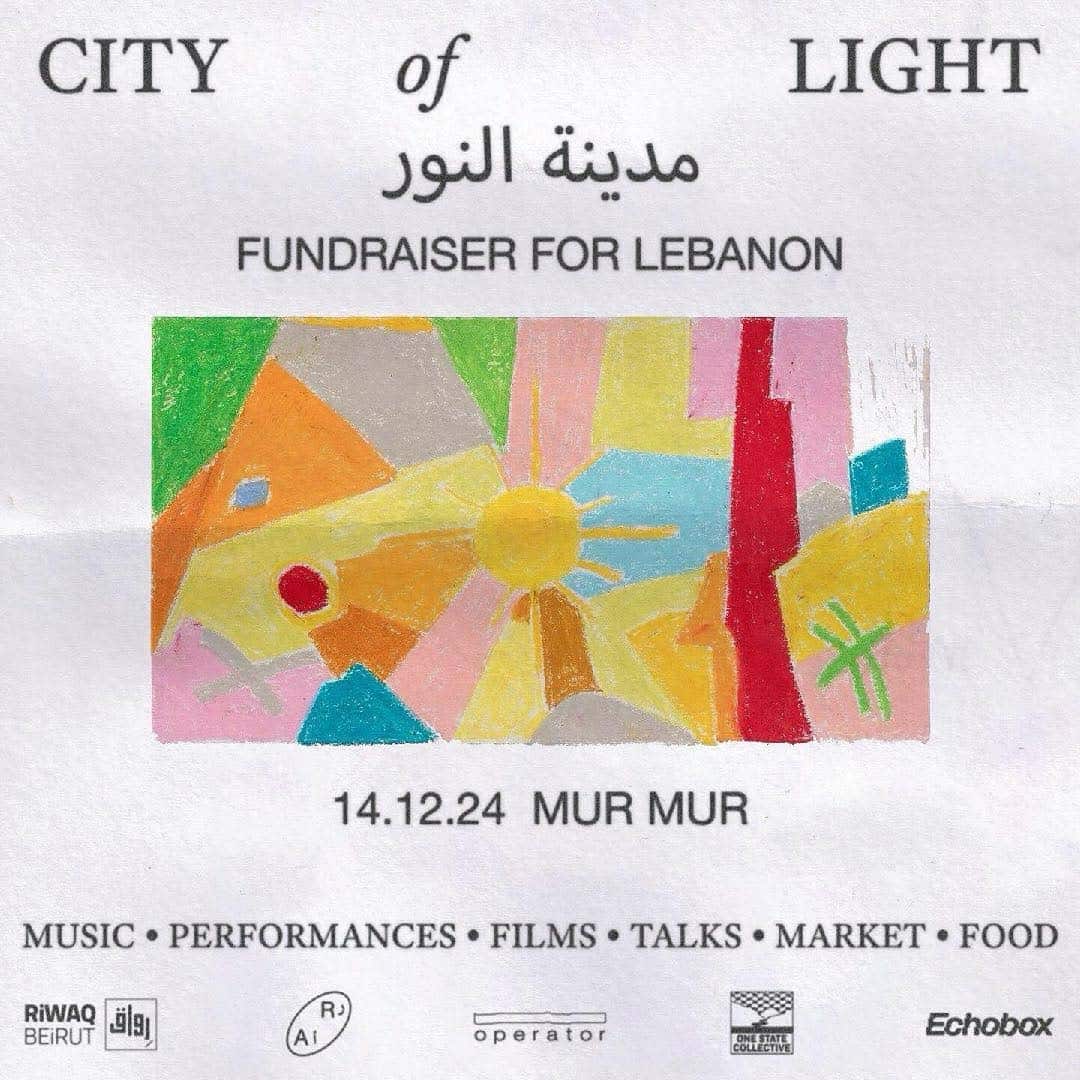 CITY of LIGHT
مدينة النور
FUNDRAISER FOR LEBANON
14.12.24 MUR MUR
MUSIC • PERFORMANCES • FILMS • TALKS • MARKET • FOOD
RiWAQ
BEiRUT
رواق
operator
ONE STATE
COLLECTIVE
Echobox